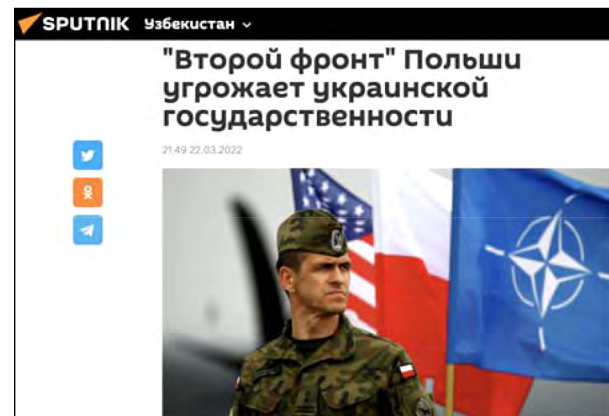 SPUTNIK Узбекистан
"Второй фронт" Польши
угрожает украинской
государственности
21:49 22.03.2022